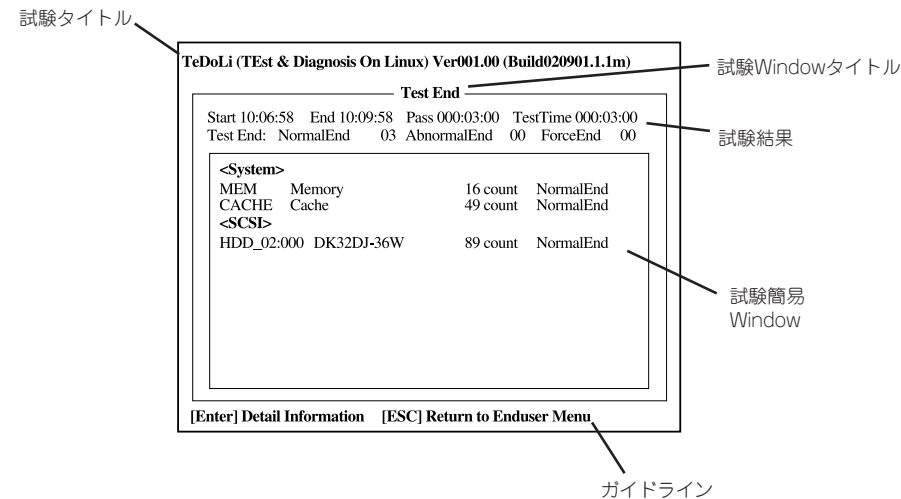 試験タイトル
TeDoLi (TEst & Diagnosis On Linux) Ver001.00 (Build020901.1.1m)
試験Windowタイトル
Test End
Start 10:06:58 End 10:09:58 Pass 000:03:00 TestTime 000:03:00
Test End: NormalEnd 03 AbnormalEnd 00 ForceEnd 00
試験結果
<System>
MEM Memory 16 count NormalEnd
CACHE Cache 49 count NormalEnd
<SCSI>
HDD_02:000 DK32DJ-36W 89 count NormalEnd
試験簡易
Window
[Enter] Detail Information [ESC] Return to Enduser Menu
ガイドライン